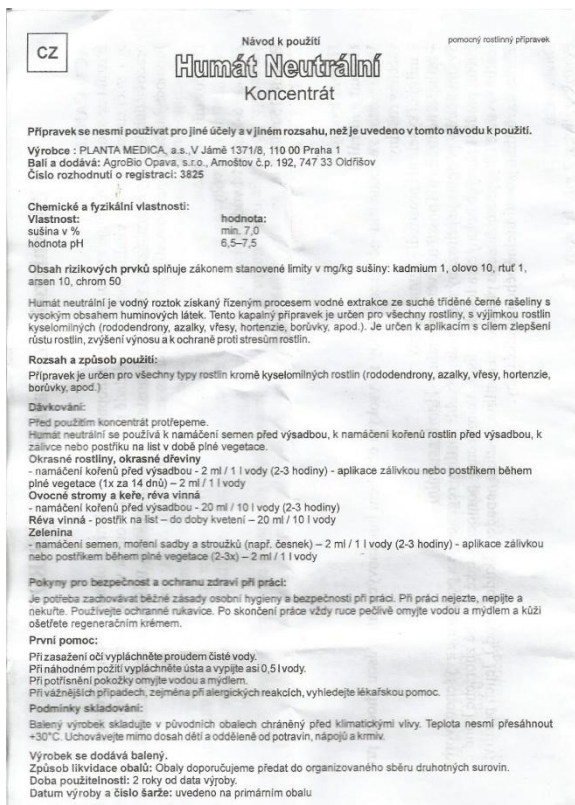 CZ
Návod k použití
pomocný rostlinný přípravek
Humát Neutrální
Koncentrát
Přípravek se nesmí používat pro jiné účely a v jiném rozsahu, než je uvedeno v tomto návodu k použití.
Výrobce : PLANTA MEDICA, a.s.,V Jámě 1371/8, 110 00 Praha 1
Balí a dodává: AgroBio Opava, s.r.o., Arnoštov č.p. 192, 747 33 Oldřišov
Číslo rozhodnutí o registraci: 3825
Chemické a fyzikální vlastnosti:
Vlastnost: hodnota:
sušina v % min. 7,0
hodnota pH 6,5–7,5
Obsah rizikových prvků splňuje zákonem stanovené limity v mg/kg sušiny: kadmium 1, olovo 10, rtuť 1,
arsen 10, chrom 50
Humát neutrální je vodný roztok získaný řízeným procesem vodné extrakce ze suché tříděné černé rašeliny s
vysokým obsahem huminových látek. Tento kapalný přípravek je určen pro všechny rostliny, s výjimkou rostlin
kyselomilných (rododendrony, azalky, vřesy, hortenzie, borůvky, apod.). Je určen k aplikacím s cílem zlepšení
růstu rostlin, zvýšení výnosu a k ochraně proti stresům rostlin.
Rozsah a způsob použití:
Přípravek je určen pro všechny typy rostlin kromě kyselomilných rostlin (rododendrony, azalky, vřesy, hortenzie,
borůvky, apod.)
Dávkování:
Před použitím koncentrát protřepeme.
Humát neutrální se používá k namáčení semen před výsadbou, k namáčení kořenů rostlin před výsadbou, k
zálivce nebo postřiku na list v době plné vegetace.
Okrasné rostliny, okrasné dřeviny
- namáčení kořenů před výsadbou - 2 ml / 1 l vody (2-3 hodiny) - aplikace zálivkou nebo postřikem během
plné vegetace (1x za 14 dnů) – 2 ml / 1 l vody
Ovocné stromy a keře, réva vinná
- namáčení kořenů před výsadbou - 20 ml / 10 l vody (2-3 hodiny)
Réva vinná - postřik na list – do doby kvetení – 20 ml / 10 l vody
Zelenina
- namáčení semen, moření sadby a stroužků (např. česnek) – 2 ml / 1 l vody (2-3 hodiny) - aplikace zálivkou
nebo postřikem během plné vegetace (2-3x) – 2 ml / 1 l vody
Pokyny pro bezpečnost a ochranu zdraví při práci:
Je potřeba zachovávat běžné zásady osobní hygieny a bezpečnosti při práci. Při práci nejezte, nepijte a
nekuřte. Používejte ochranné rukavice. Po skončení práce vždy ruce pečlivě omyjte vodou a mýdlem a kůži
ošetřete regeneračním krémem.
První pomoc:
Při zasažení očí vypláchněte proudem čisté vody.
Při náhodném požití vypláchněte ústa a vypijte asi 0,5 l vody.
Při potřísnění pokožky omyjte vodou a mýdlem.
Při vážnějších případech, zejména při alergických reakcích, vyhledejte lékařskou pomoc.
Podmínky skladování:
Balený výrobek skladujte v původních obalech chráněný před klimatickými vlivy. Teplota nesmí přesáhnout
+30°C. Uchovávejte mimo dosah dětí a odděleně od potravin, nápojů a krmiv.
Výrobek se dodává balený.
Způsob likvidace obalů: Obaly doporučujeme předat do organizovaného sběru druhotných surovin.
Doba použitelnosti: 2 roky od data výroby.
Datum výroby a číslo šarže: uvedeno na primárním obalu